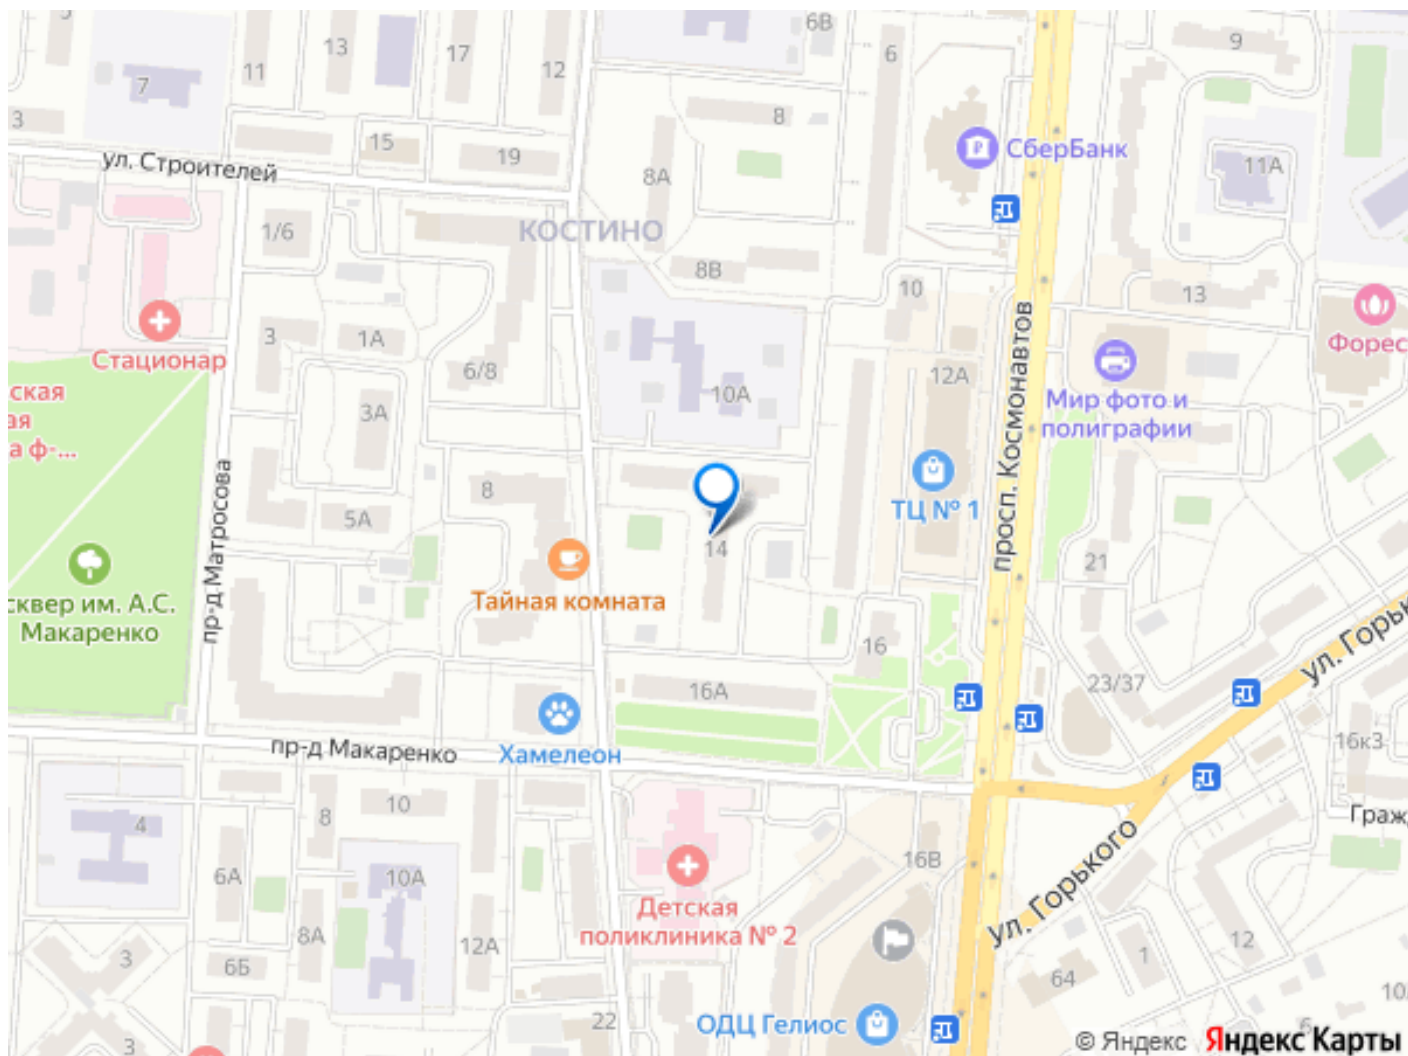 5
13
17
12
6В
6
9
7
11
8
3
15
19
СберБанк
ул. Строителей
8А
11А
1/6
КОСТИНО
8В
10
13
3
1А
просп. Космонавтов
Стационар
6/8
12А
Форес
ская
ая
а ф-...
3А
10А
Мир фото и
полиграфии
8
ТЦ № 1
5А
14
пр-д Матросова
21
сквер им. А.С.
Макаренко
Тайная комната
16
ул. Горьк
16А
23/37
пр-д Макаренко
Хамелеон
16к3
4
8
10
Граж
6А
10А
16В
ул. Горького
Детская
поликлиника № 2
8А
12А
3
6Б
1
12
64
10
22
ОДЦ Гелиос
3
© Яндекс Яндекс Карты